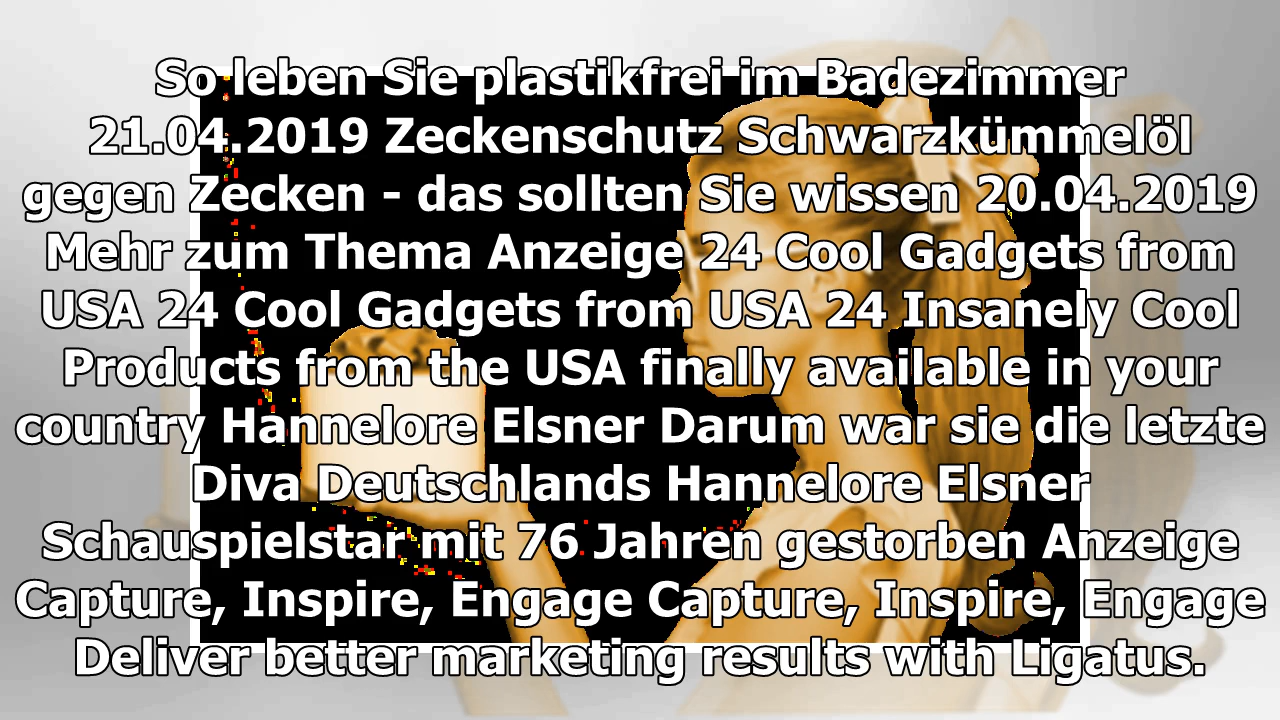 So leben Sie plastikfrei im Badezimmer
21.04.2019 Zeckenschutz Schwarzkümmelöl
gegen Zecken - das sollten Sie wissen 20.04.2019
Mehr zum Thema Anzeige 24 Cool Gadgets from
USA 24 Cool Gadgets from USA 24 Insanely Cool
Products from the USA finally available in your
country Hannelore Elsner Darum war sie die letzte
Diva Deutschlands Hannelore Elsner
Schauspielstar mit 76 Jahren gestorben Anzeige
Capture, Inspire, Engage Capture, Inspire, Engage
Deliver better marketing results with Ligatus.